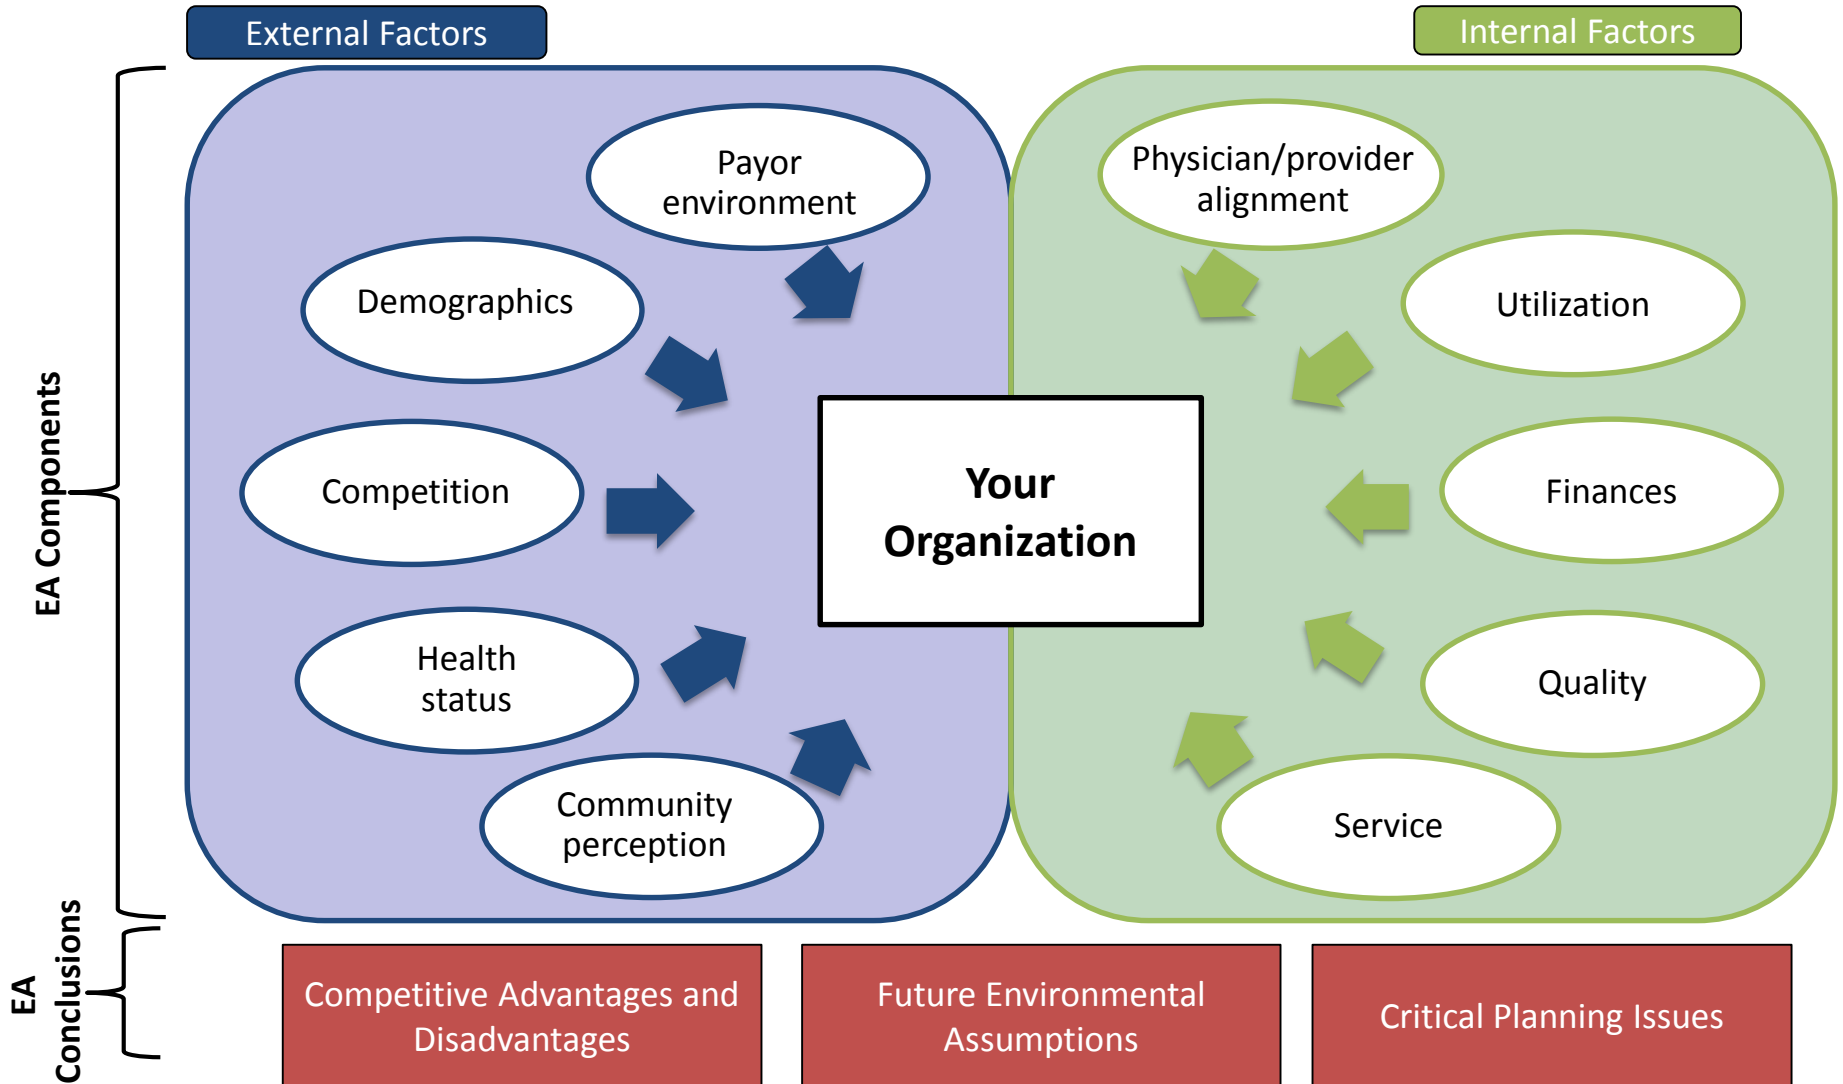 External Factors
Internal Factors
EA Components
Payor
environment
Demographics
Competition
Health
status
Community
perception
Your
Organization
Physician/provider
alignment
Utilization
Finances
Quality
Service
EA
Conclusions
Competitive Advantages and
Disadvantages
Future Environmental
Assumptions
Critical Planning Issues